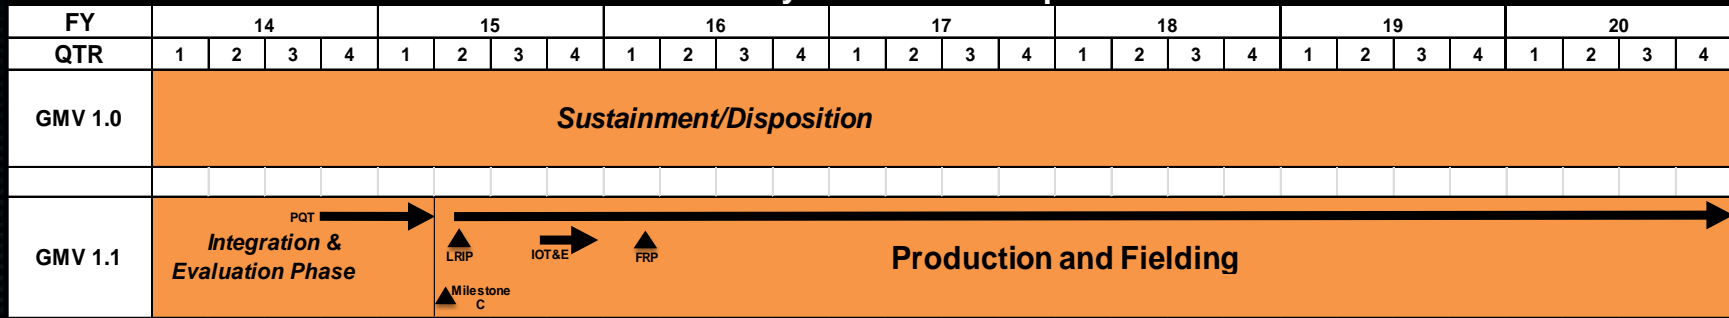 FY 14 15 16 17 18 19 20
QTR 1 2 3 4 1 2 3 4 1 2 3 4 1 2 3 4 1 2 3 4 1 2 3 4 1 2 3 4
GMV 1.0 Sustainment/Disposition
PQT
Integration &
Evaluation Phase
GMV 1.1
LRIP
IOT&E
FRP
Production and Fielding
Milestone
C